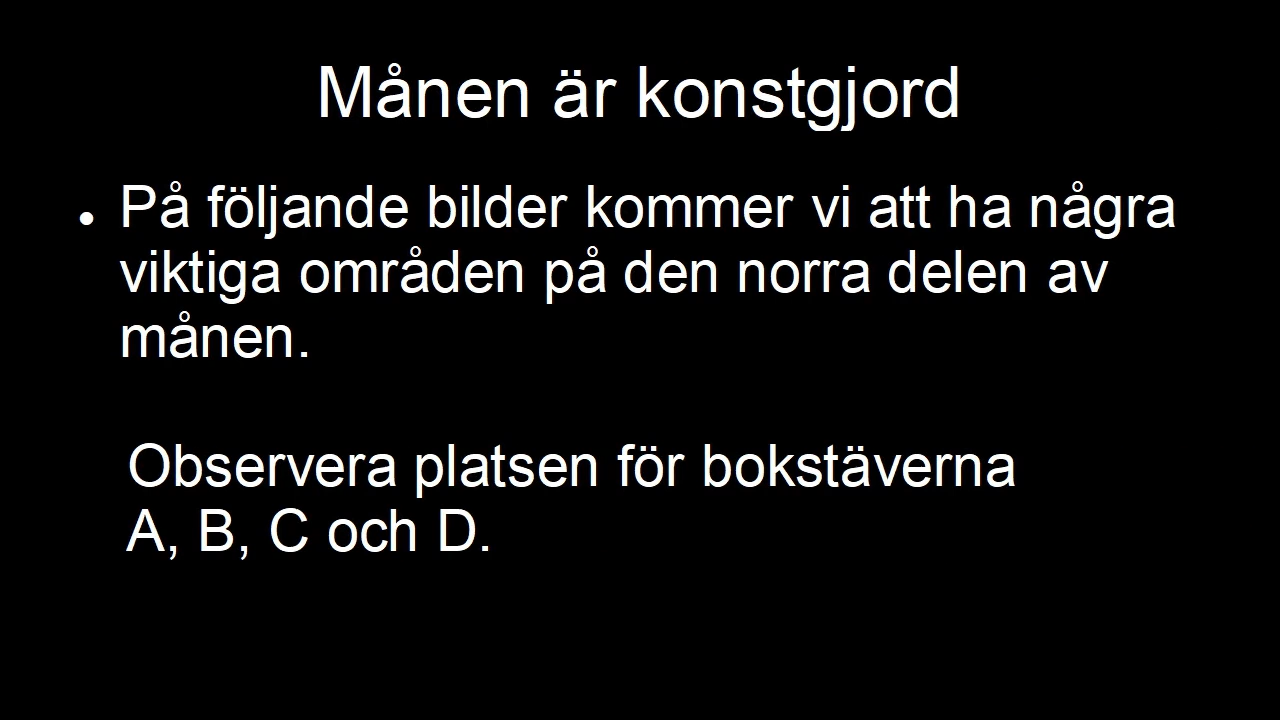 Månen är konstgjord
● På följande bilder kommer vi att ha några
viktiga områden på den norra delen av
månen.
Observera platsen för bokstäverna
A, B, C och D.